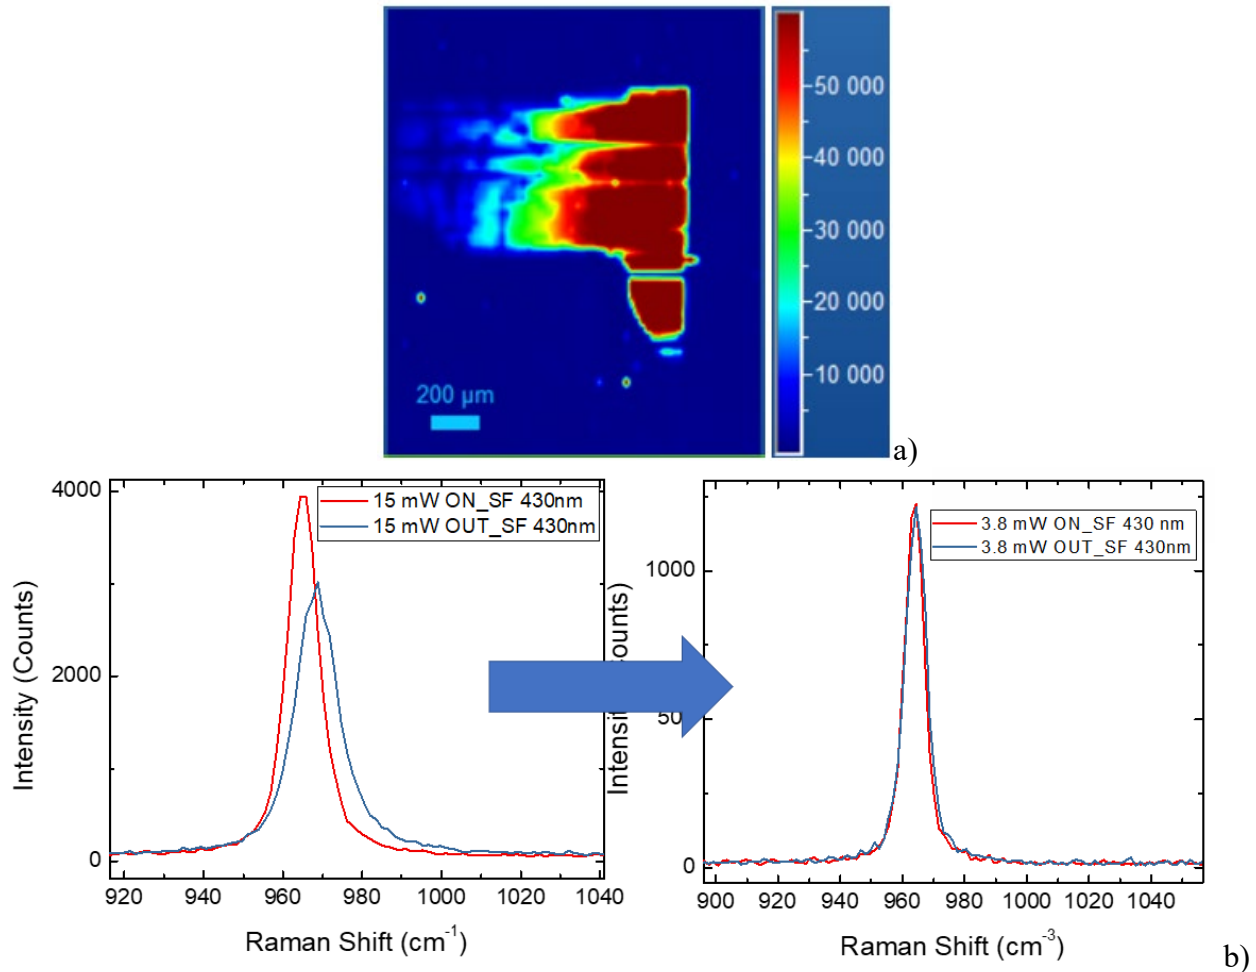 50 000
40 000
30 000
20 000
10 000
200 µm
a)
4000
2000
0
15 mW ON_SF 430nm
15 mW OUT_SF 430nm
Intensity (Counts)
920 940 960 980 1000 1020 1040
Raman Shift (cm-1)
1000
0
3.8 mW ON_SF 430 nm
3.8 mW OUT_SF 430nm
900 920 940 960 980 1000 1020 1040
Raman Shift (cm-3)
b)